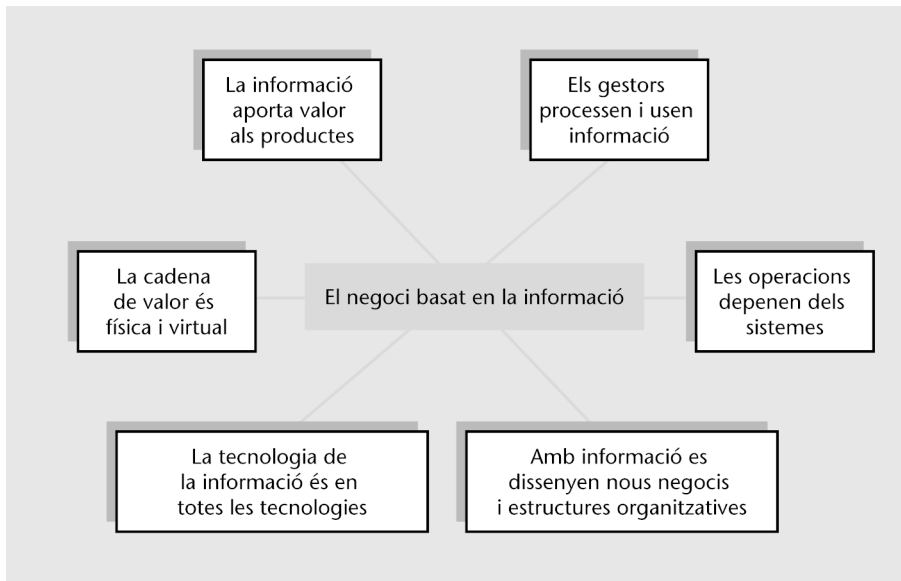 La informació
aporta valor
als productes
Els gestors
processen i usen
informació
La cadena
de valor és
física i virtual
El negoci basat en la informació
Les operacions
depenen dels
sistemes
La tecnologia de
la informació és en
totes les tecnologies
Amb informació es
dissenyen nous negocis
i estructures organitzatives